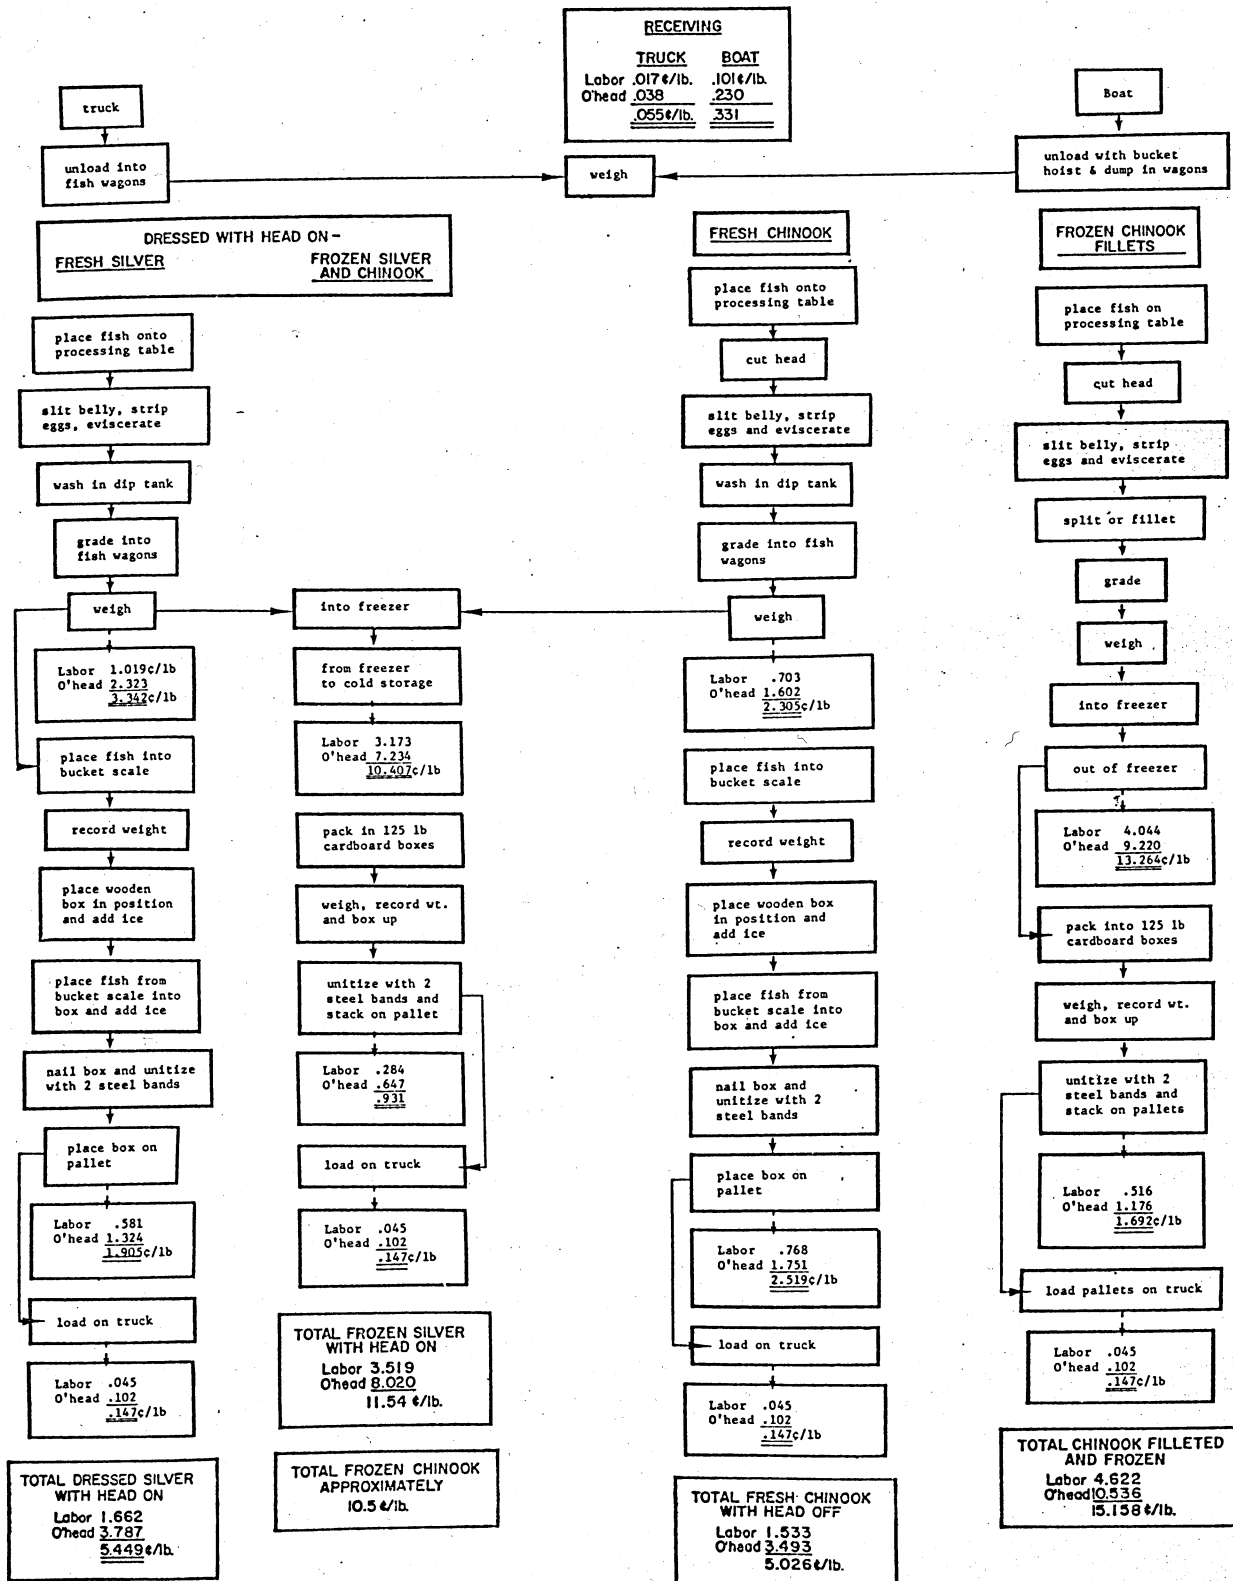 RECEIVING
TRUCK BOAT
Labor .017¢/lb. .101¢/lb.
O'head .038 .230
.055¢/lb. .331
truck
unload into
fish wagons
weigh
Boat
unload with bucket
hoist & dump in wagons
DRESSED WITH HEAD ON-
FRESH SILVER
FROZEN SILVER
AND CHINOOK
place fish onto
processing table
slit belly, strip
eggs, eviscerate
wash in dip tank
grade into
fish wagons
weigh
Labor 1.019¢/lb
O'head 2.323
3.342¢/lb
place fish into
bucket scale
record weight
place wooden
box in position
and add ice
place fish from
bucket scale into
box and add ice
nail box and unitize
with 2 steel bands
place box on
pallet
Labor .581
O'head 1.324
1.905¢/lb
load on truck
Labor .045
O'head .102
.147¢/lb
TOTAL DRESSED SILVER
WITH HEAD ON
Labor 1.662
O'head 3.787
5.449¢/lb.
into freezer
from freezer
to cold storage
Labor 3.173
O'head 7.234
10.407¢/lb
pack in 125 lb
cardboard boxes
weigh, record wt.
and box up
unitize with 2
steel bands and
stack on pallet
Labor .284
O'head .647
.931
load on truck
Labor .045
O'head .102
.147¢/lb
TOTAL FROZEN SILVER
WITH HEAD ON
Labor 3.519
O'head 8.020
11.54 ¢/lb.
TOTAL FROZEN CHINOOK
APPROXIMATELY
10.5 ¢/lb.
FRESH CHINOOK
place fish onto
processing table
cut head
slit belly, strip
eggs and eviscerate
wash in dip tank
grade into fish
wagons
weigh
Labor .703
O'head 1.602
2.305¢/lb
place fish into
bucket scale
record weight
place wooden box
in position and
add ice
place fish from
bucket scale into
box and add ice
nail box and
unitize with 2
steel bands
place box on
pallet
Labor .768
O'head 1.751
2.519¢/lb
load on truck
Labor .045
O'head .102
.147¢/lb
TOTAL FRESH CHINOOK
WITH HEAD OFF
Labor 1.533
O'head 3.493
5.026¢/lb.
FROZEN CHINOOK
FILLETS
place fish on
processing table
cut head
slit belly, strip
eggs and eviscerate
split or fillet
grade
weigh
into freezer
out of freezer
Labor 4.044
O'head 9.220
13.264¢/lb
pack into 125 lb
cardboard boxes
weigh, record wt.
and box up
unitize with 2
steel bands and
stack on pallets
Labor .516
O'head 1.176
1.692¢/lb
load pallets on truck
Labor .045
O'head .102
.147¢/lb
TOTAL CHINOOK FILLETED
AND FROZEN
Labor 4.622
O'head 10.536
15.158¢/lb.